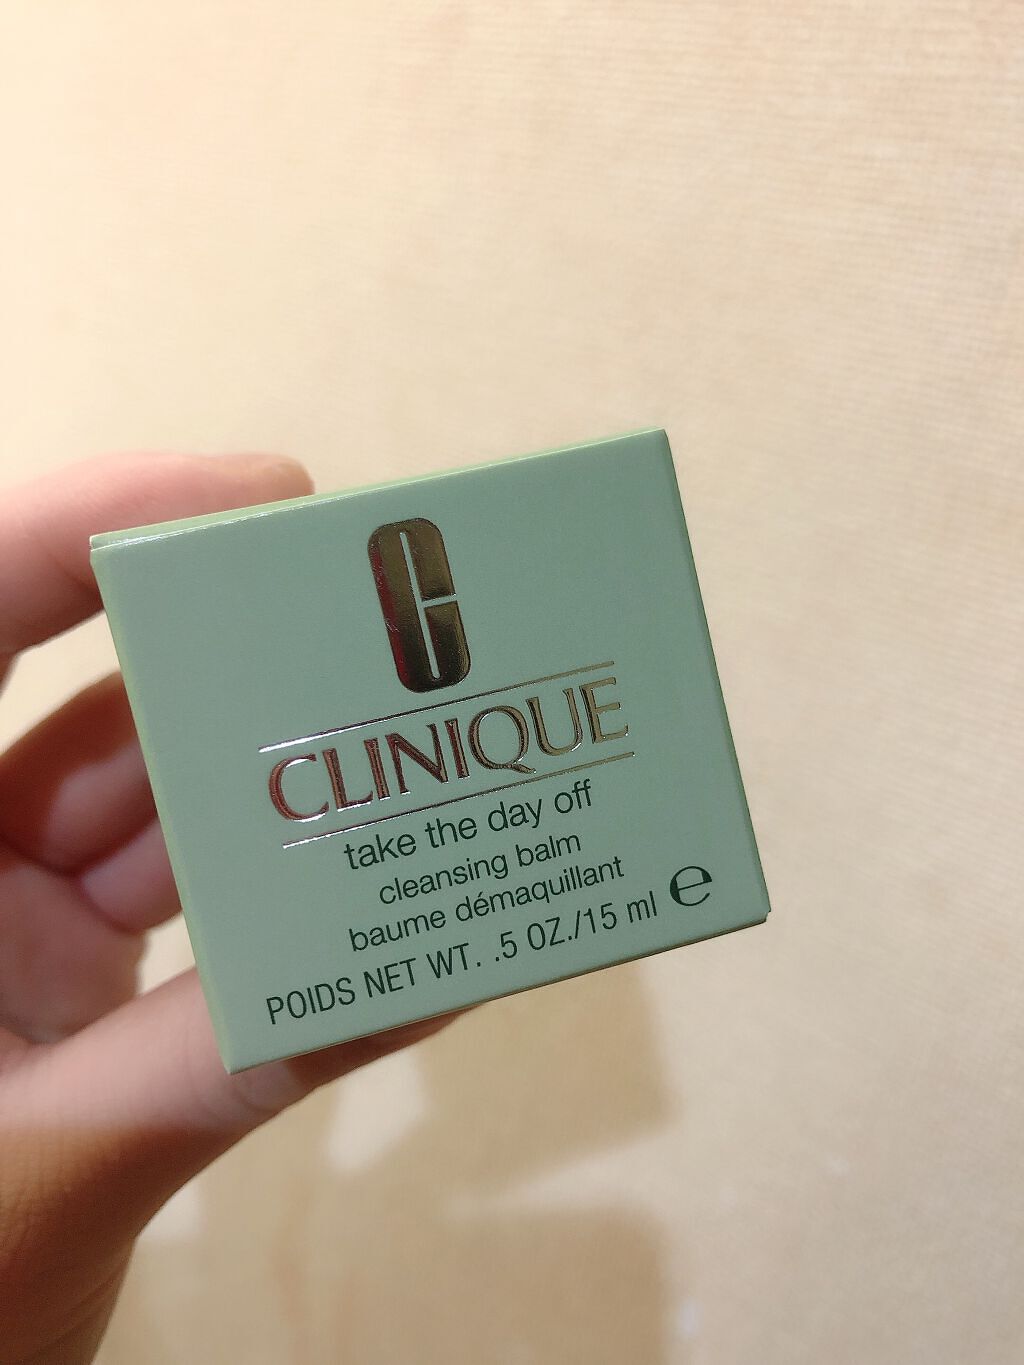 C
CLINIQUE
take the day off
cleansing balm
baume démaquillant
POIDS NET WT. .5 OZ./15 ml ℮